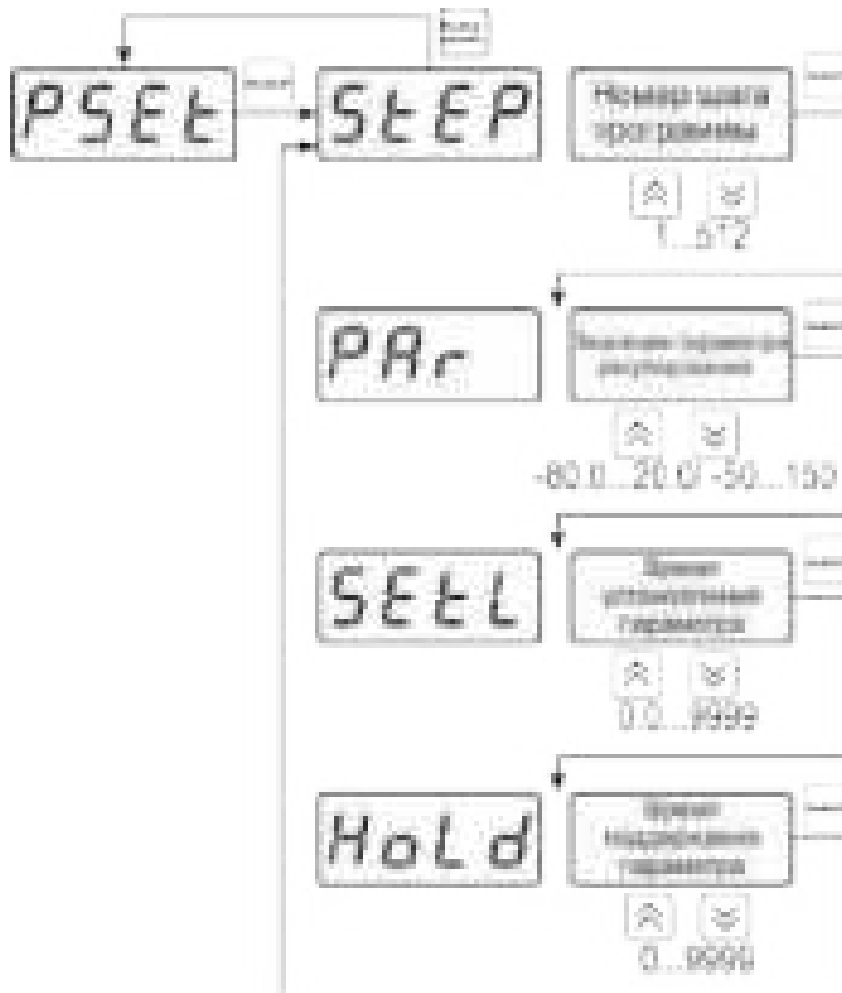 PSEt
StEP
Номер шага
программы
1...512
PAr
Значение параметра
регулирования
-80.0...20.0/ -50...150
SEtL
Время
установления
параметра
0.0...9999
HoLd
Время
поддержания
параметра
0...9999